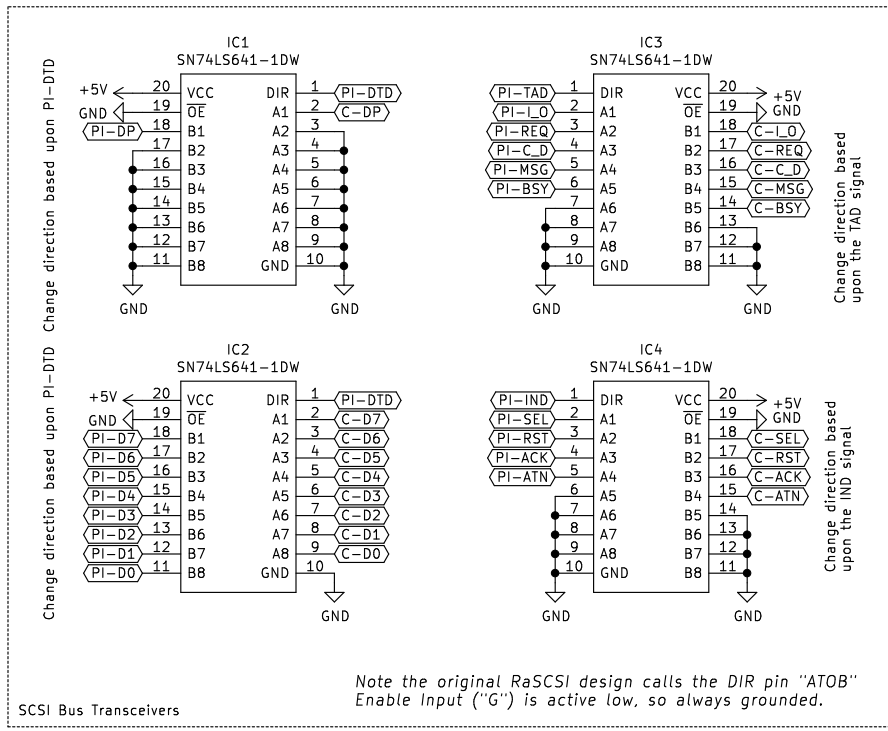 IC1
SN74LS641-1DW
+5V 20 VCC DIR 1 PI-DTD
GND 19 OE A1 2 C-DP
PI-DP 18 B1 A2 3
17 B2 A3 4
16 B3 A4 5
15 B4 A5 6
14 B5 A6 7
13 B6 A7 8
12 B7 A8 9
11 B8 GND 10
GND GND
Change direction based upon PI-DTD
IC3
SN74LS641-1DW
PI-TAD 1 DIR VCC 20 +5V
PI-I_O 2 A1 OE 19 GND
PI-REQ 3 A2 B1 18 C-I_O
PI-C_D 4 A3 B2 17 C-REQ
PI-MSG 5 A4 B3 16 C-C_D
PI-BSY 6 A5 B4 15 C-MSG
7 A6 B5 14 C-BSY
8 A7 B6 13
9 A8 B7 12
10 GND B8 11
GND GND
Change direction based
upon the TAD signal
IC2
SN74LS641-1DW
+5V 20 VCC DIR 1 PI-DTD
GND 19 OE A1 2 C-D7
PI-D7 18 B1 A2 3 C-D6
PI-D6 17 B2 A3 4 C-D5
PI-D5 16 B3 A4 5 C-D4
PI-D4 15 B4 A5 6 C-D3
PI-D3 14 B5 A6 7 C-D2
PI-D2 13 B6 A7 8 C-D1
PI-D1 12 B7 A8 9 C-D0
PI-D0 11 B8 GND 10
GND
Change direction based upon PI-DTD
IC4
SN74LS641-1DW
PI-IND 1 DIR VCC 20 +5V
PI-SEL 2 A1 OE 19 GND
PI-RST 3 A2 B1 18 C-SEL
PI-ACK 4 A3 B2 17 C-RST
PI-ATN 5 A4 B3 16 C-ACK
6 A5 B4 15 C-ATN
7 A6 B5 14
8 A7 B6 13
9 A8 B7 12
10 GND B8 11
GND GND
Change direction based
upon the IND signal
Note the original RaSCSI design calls the DIR pin "ATOB"
Enable Input ("G") is active low, so always grounded.
SCSI Bus Transceivers